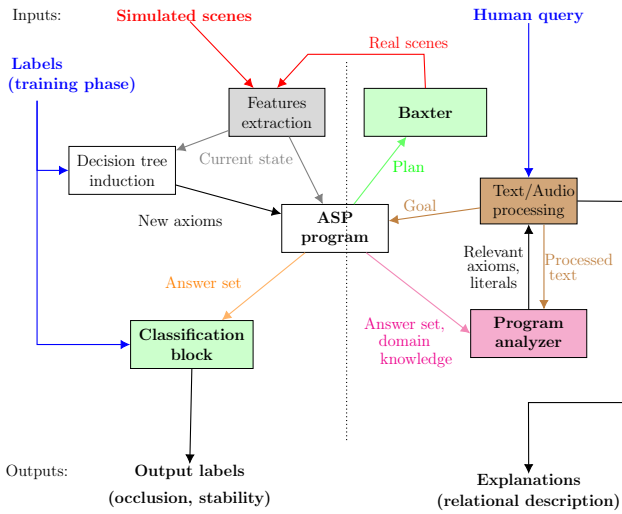 Inputs:
Simulated scenes
Human query
Real scenes
Labels
(training phase)
Features
extraction
Baxter
Current state
Decision tree
induction
Plan
Text/Audio
processing
Goal
New axioms
ASP
program
Relevant
axioms,
literals
Processed
text
Answer set
Classification
block
Answer set,
domain
knowledge
Program
analyzer
Outputs:
Output labels
(occlusion, stability)
Explanations
(relational description)